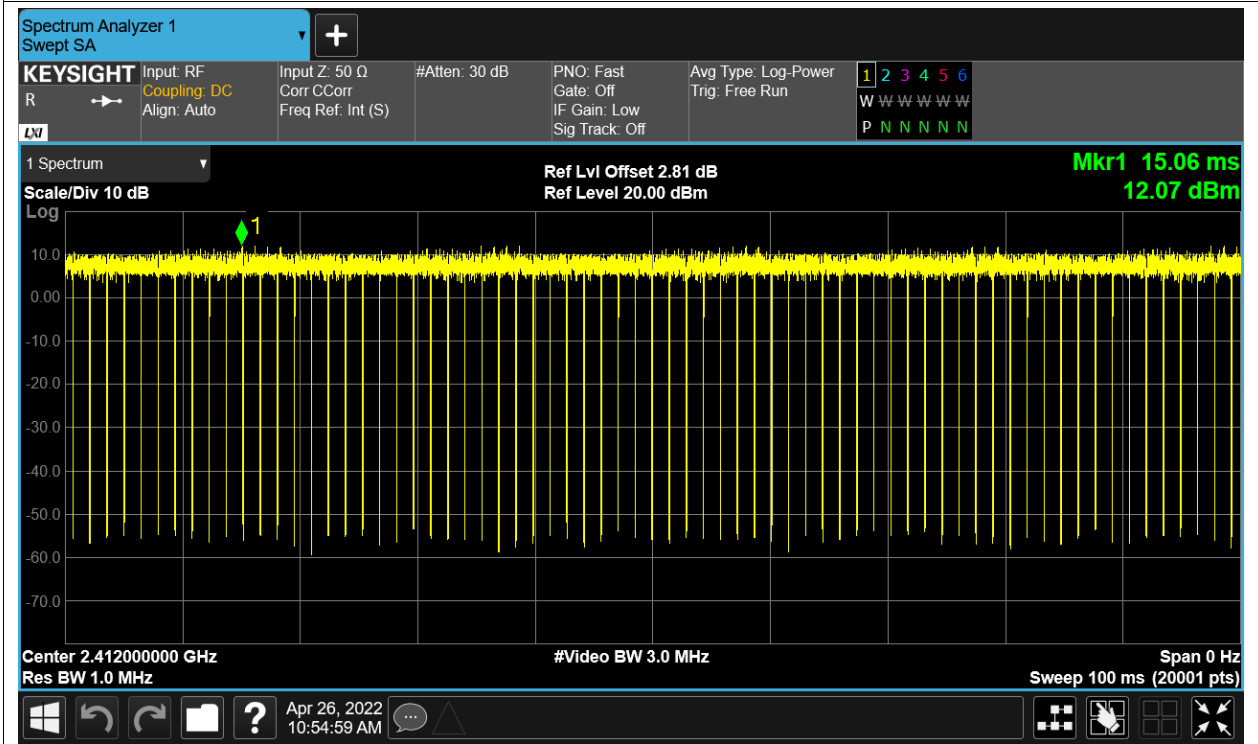 Spectrum Analyzer 1
Swept SA
+
KEYSIGHT
R
LXI
Input: RF
Coupling: DC
Align: Auto
Input Z: 50 Ω
Corr CCorr
Freq Ref: Int (S)
#Atten: 30 dB
PNO: Fast
Gate: Off
IF Gain: Low
Sig Track: Off
Avg Type: Log-Power
Trig: Free Run
1 2 3 4 5 6
W W W W W W
P N N N N N
1 Spectrum
Scale/Div 10 dB
Ref Lvl Offset 2.81 dB
Ref Level 20.00 dBm
Mkr1 15.06 ms
12.07 dBm
Log
1
10.0
0.00
-10.0
-20.0
-30.0
-40.0
-50.0
-60.0
-70.0
Center 2.412000000 GHz
#Video BW 3.0 MHz
Span 0 Hz
Res BW 1.0 MHz
Sweep 100 ms (20001 pts)
?
Apr 26, 2022
10:54:59 AM